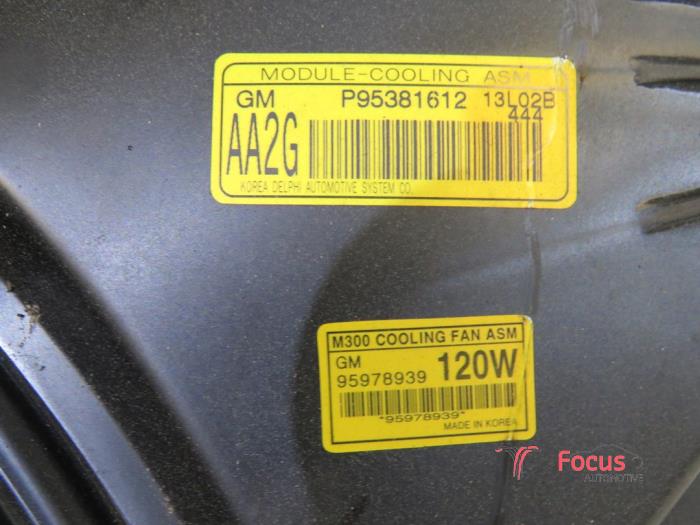 MODULE-COOLING ASM
GM P95381612 13L02B
444
AA2G
KOREA DELPHI AUTOMOTIVE SYSTEM CO.
M300 COOLING FAN ASM
GM
95978939 120W
*95978939*
MADE IN KOREA
Focus
AUTOMOTIVE